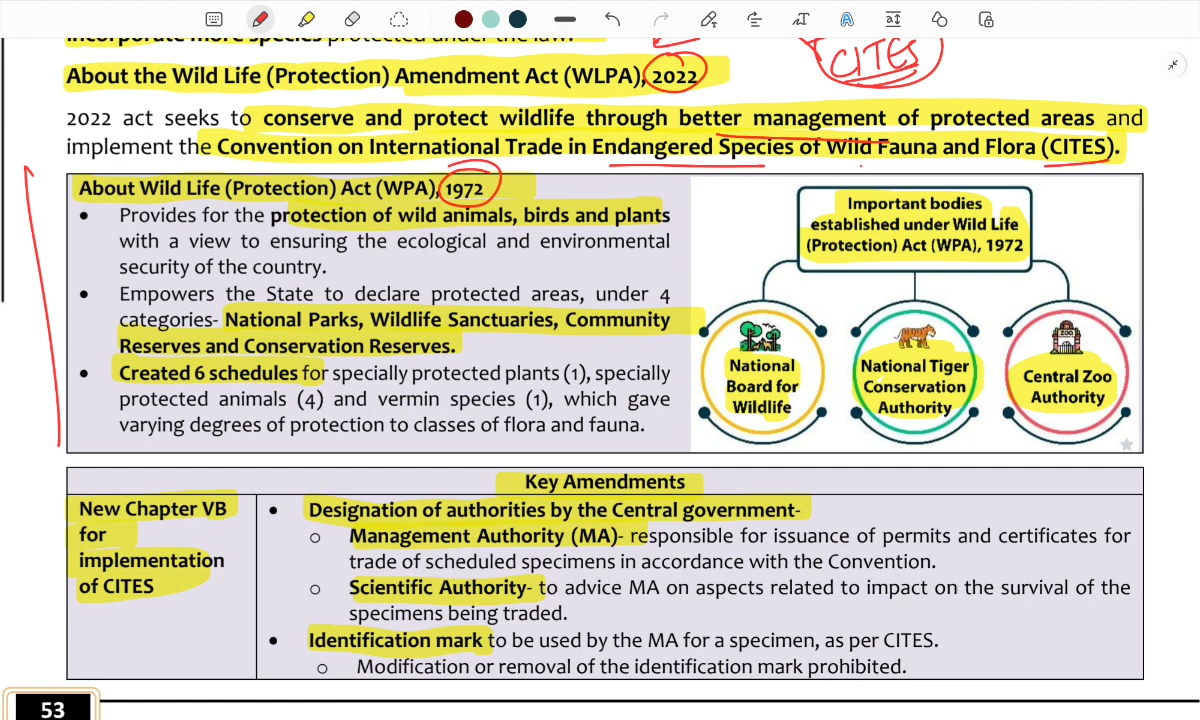 incorporate more species protected under the law.
CITES
About the Wild Life (Protection) Amendment Act (WLPA), 2022
2022 act seeks to conserve and protect wildlife through better management of protected areas and
implement the Convention on International Trade in Endangered Species of Wild Fauna and Flora (CITES).
About Wild Life (Protection) Act (WPA), 1972
• Provides for the protection of wild animals, birds and plants
with a view to ensuring the ecological and environmental
security of the country.
• Empowers the State to declare protected areas, under 4
categories- National Parks, Wildlife Sanctuaries, Community
Reserves and Conservation Reserves.
• Created 6 schedules for specially protected plants (1), specially
protected animals (4) and vermin species (1), which gave
varying degrees of protection to classes of flora and fauna.
Important bodies
established under Wild Life
(Protection) Act (WPA), 1972
National
Board for
Wildlife
National Tiger
Conservation
Authority
ZOO
Central Zoo
Authority
Key Amendments
New Chapter VB
for
implementation
of CITES
• Designation of authorities by the Central government-
o Management Authority (MA)- responsible for issuance of permits and certificates for
trade of scheduled specimens in accordance with the Convention.
o Scientific Authority- to advice MA on aspects related to impact on the survival of the
specimens being traded.
• Identification mark to be used by the MA for a specimen, as per CITES.
o Modification or removal of the identification mark prohibited.
53